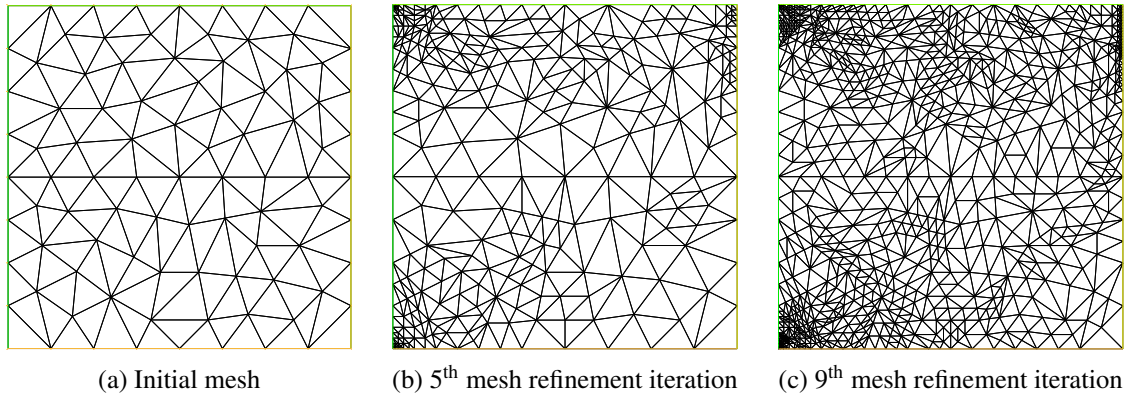 (a) Initial mesh
(b) 5th mesh refinement iteration
(c) 9th mesh refinement iteration